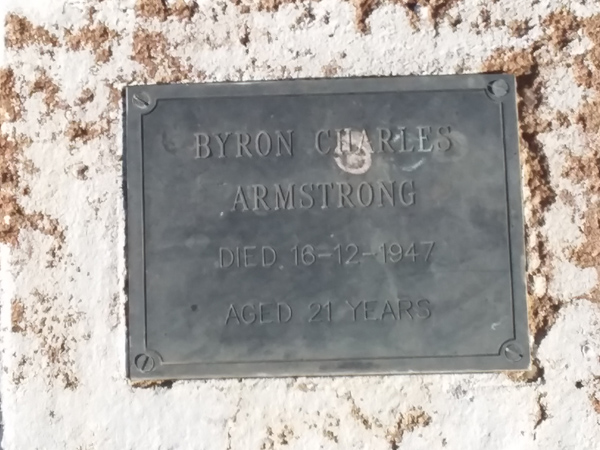 BYRON CHARLES
ARMSTRONG
DIED 16-12-1947
AGED 21 YEARS